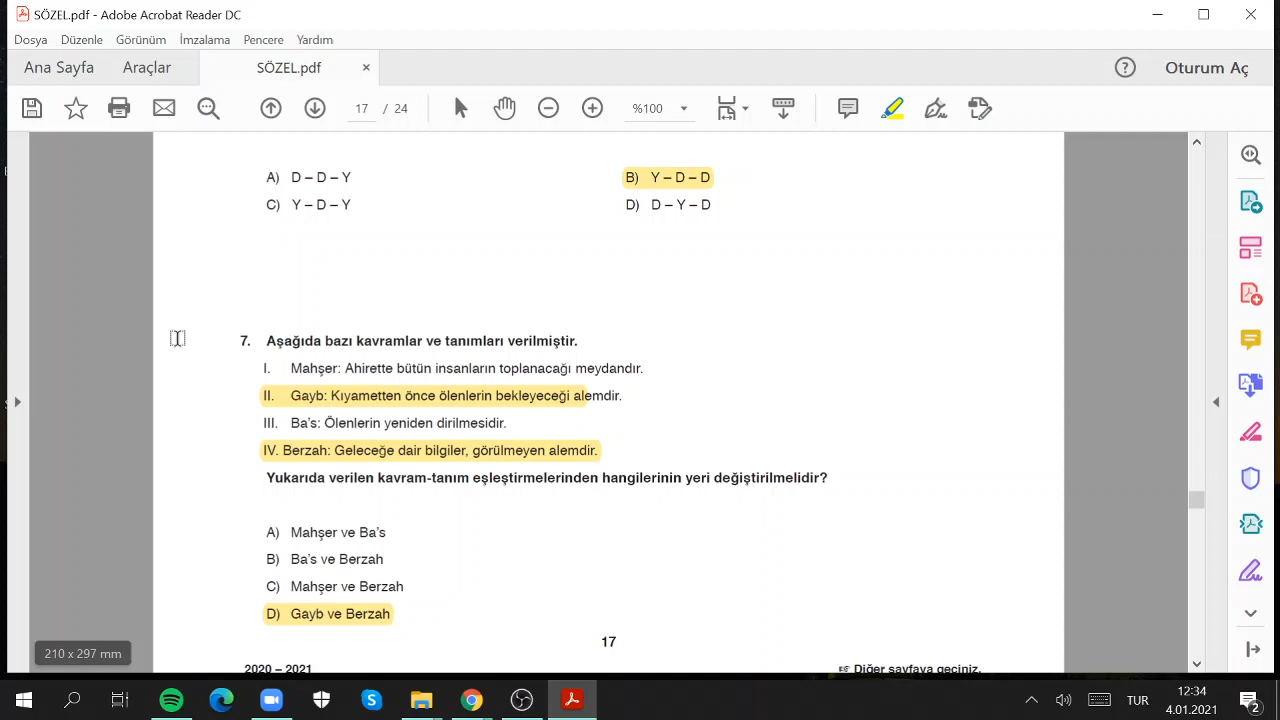 SÖZEL.pdf - Adobe Acrobat Reader DC
Dosya Düzenle Görünüm İmzalama Pencere Yardım
Ana Sayfa Araçlar SÖZEL.pdf × Oturum Aç
17 / 24 %100
A) D – D – Y B) Y – D – D
C) Y – D – Y D) D – Y – D
7. Aşağıda bazı kavramlar ve tanımları verilmiştir.
I. Mahşer: Ahirette bütün insanların toplanacağı meydandır.
II. Gayb: Kıyametten önce ölenlerin bekleyeceği alemdir.
III. Ba’s: Ölenlerin yeniden dirilmesidir.
IV. Berzah: Geleceğe dair bilgiler, görülmeyen alemdir.
Yukarıda verilen kavram-tanım eşleştirmelerinden hangilerinin yeri değiştirilmelidir?
A) Mahşer ve Ba’s
B) Ba’s ve Berzah
C) Mahşer ve Berzah
D) Gayb ve Berzah
17
210 x 297 mm
2020 – 2021 Diğer sayfaya geçiniz.
TUR 12:34
4.01.2021 2